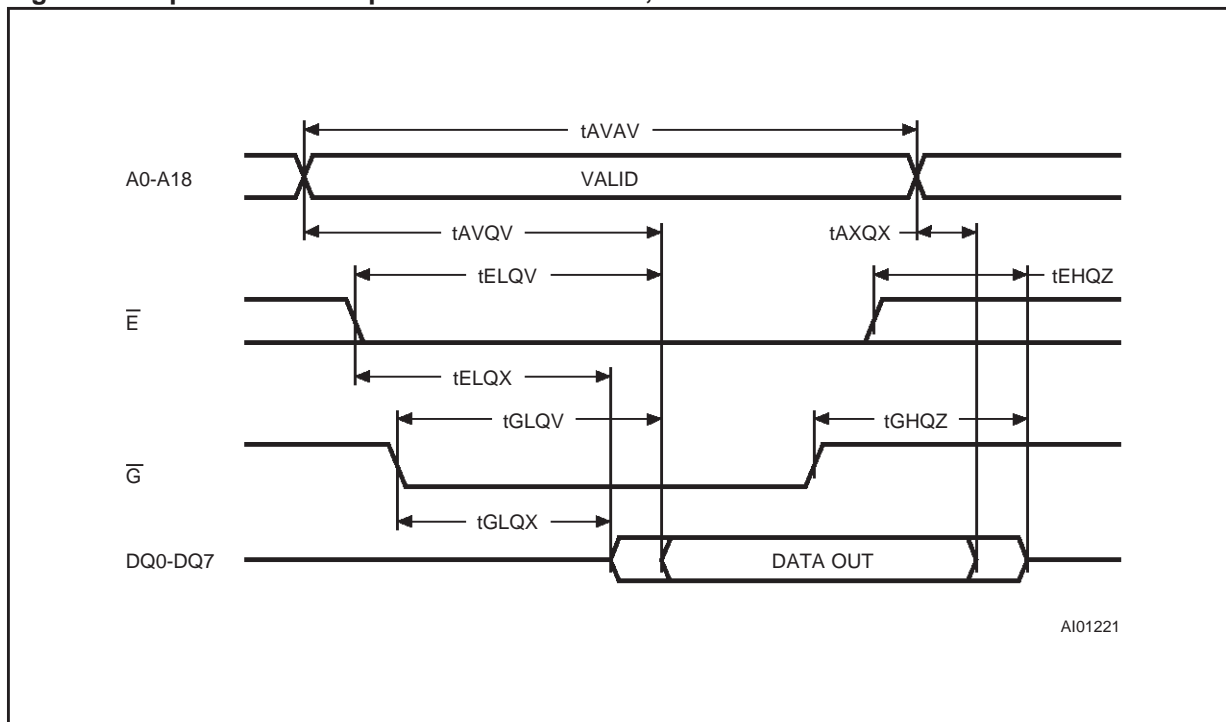 tAVAV
A0-A18
VALID
tAVQV
tAXQX
tELQV
tEHQZ
E
tELQX
tGLQV
tGHQZ
G
tGLQX
DQ0-DQ7
DATA OUT
AI01221